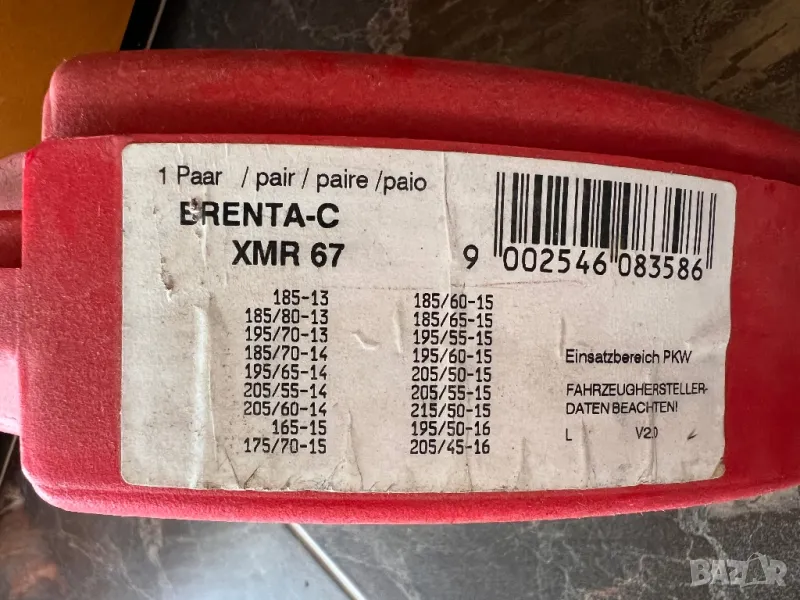 1 Paar / pair / paire /paio
BRENTA-C
XMR 67
9 002546 083586
185-13
185/80-13
195/70-13
185/70-14
195/65-14
205/55-14
205/60-14
165-15
175/70-15
185/60-15
185/65-15
195/55-15
195/60-15
205/50-15
205/55-15
215/50-15
195/50-16
205/45-16
Einsatzbereich PKW
FAHRZEUGHERSTELLER-
DATEN BEACHTEN!
L V2.0
BAZAR